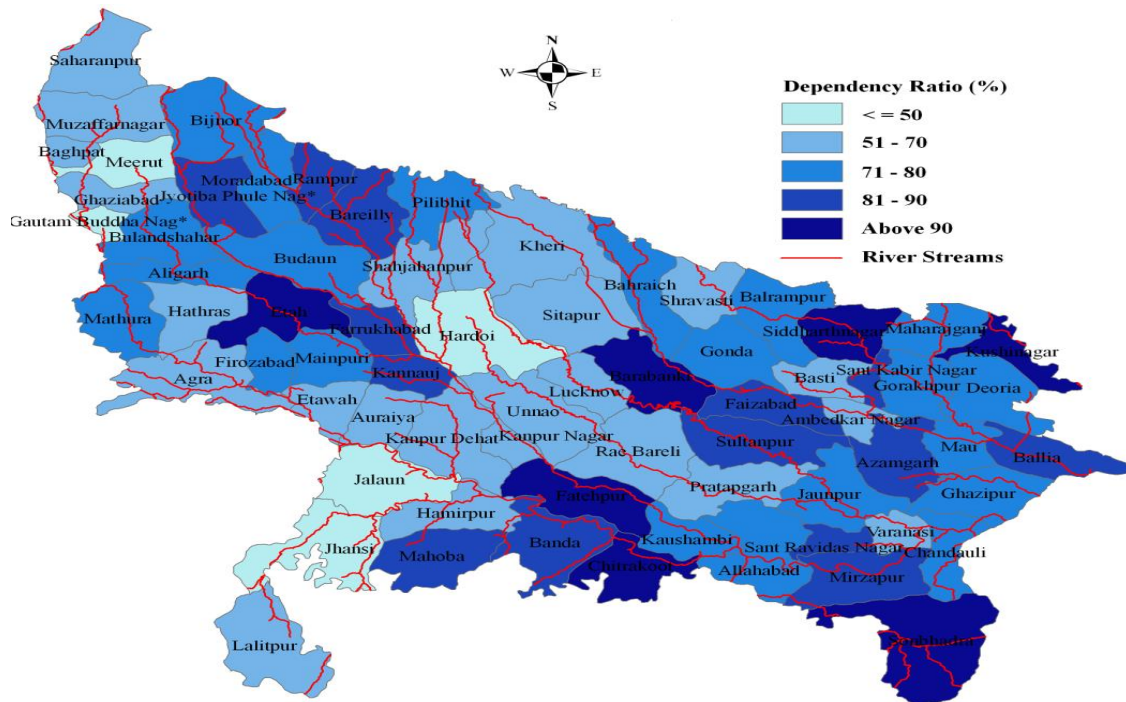 N
W E
S
Dependency Ratio (%)
< = 50
51 - 70
71 - 80
81 - 90
Above 90
River Streams
Saharanpur
Muzaffarnagar
Bijnor
Baghpat
Meerut
Moradabad
Rampur
Jyotiba Phule Nag*
Ghaziabad
Pilibhit
Bareilly
Gautam Buddha Nag*
Bulandshahar
Kheri
Budaun
Shahjahanpur
Aligarh
Bahraich
Shravasti
Balrampur
Hathras
Etah
Mathura
Sitapur
Farrukhabad
Hardoi
Siddharthnagar
Maharajganj
Kushinagar
Gonda
Firozabad
Mainpuri
Sant Kabir Nagar
Basti
Gorakhpur
Deoria
Agra
Kannauj
Barabanki
Lucknow
Etawah
Faizabad
Auraiya
Unnao
Ambedkar Nagar
Kanpur Dehat
Kanpur Nagar
Sultanpur
Rae Bareli
Mau
Ballia
Azamgarh
Jalaun
Pratapgarh
Jaunpur
Ghazipur
Fatehpur
Hamirpur
Varanasi
Jhansi
Kaushambi
Banda
Sant Ravidas Nagar
Chandauli
Mahoba
Chitrakoot
Allahabad
Mirzapur
Sonbhadra
Lalitpur